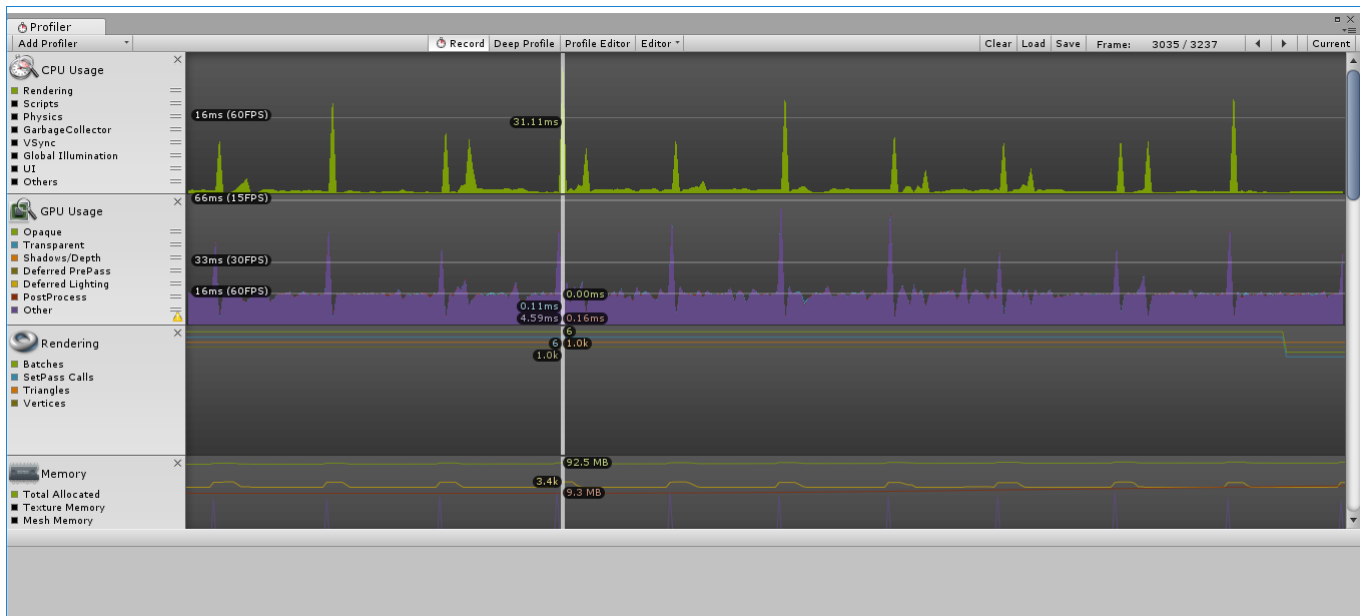 Profiler
Add Profiler
Record Deep Profile Profile Editor Editor
Clear Load Save Frame: 3035 / 3237 Current
CPU Usage
Rendering
Scripts
Physics
GarbageCollector
VSync
Global Illumination
UI
Others
16ms (60FPS)
31.11ms
GPU Usage
Opaque
Transparent
Shadows/Depth
Deferred PrePass
Deferred Lighting
PostProcess
Other
66ms (15FPS)
33ms (30FPS)
16ms (60FPS)
0.00ms
0.11ms
4.59ms 0.16ms
Rendering
Batches
SetPass Calls
Triangles
Vertices
6
6 1.0k
1.0k
Memory
Total Allocated
Texture Memory
Mesh Memory
92.5 MB
3.4k
9.3 MB